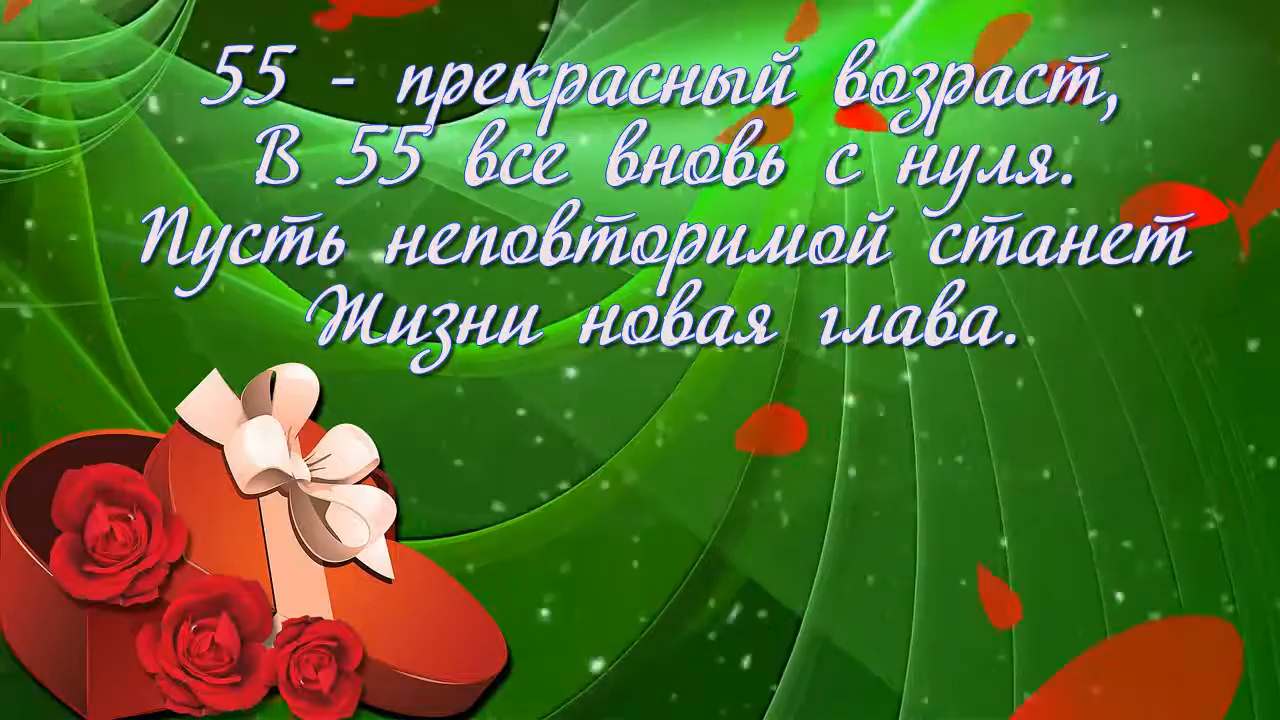 55 - прекрасный возраст,
В 55 все вновь с нуля.
Пусть неповторимой станет
Жизни новая глава.